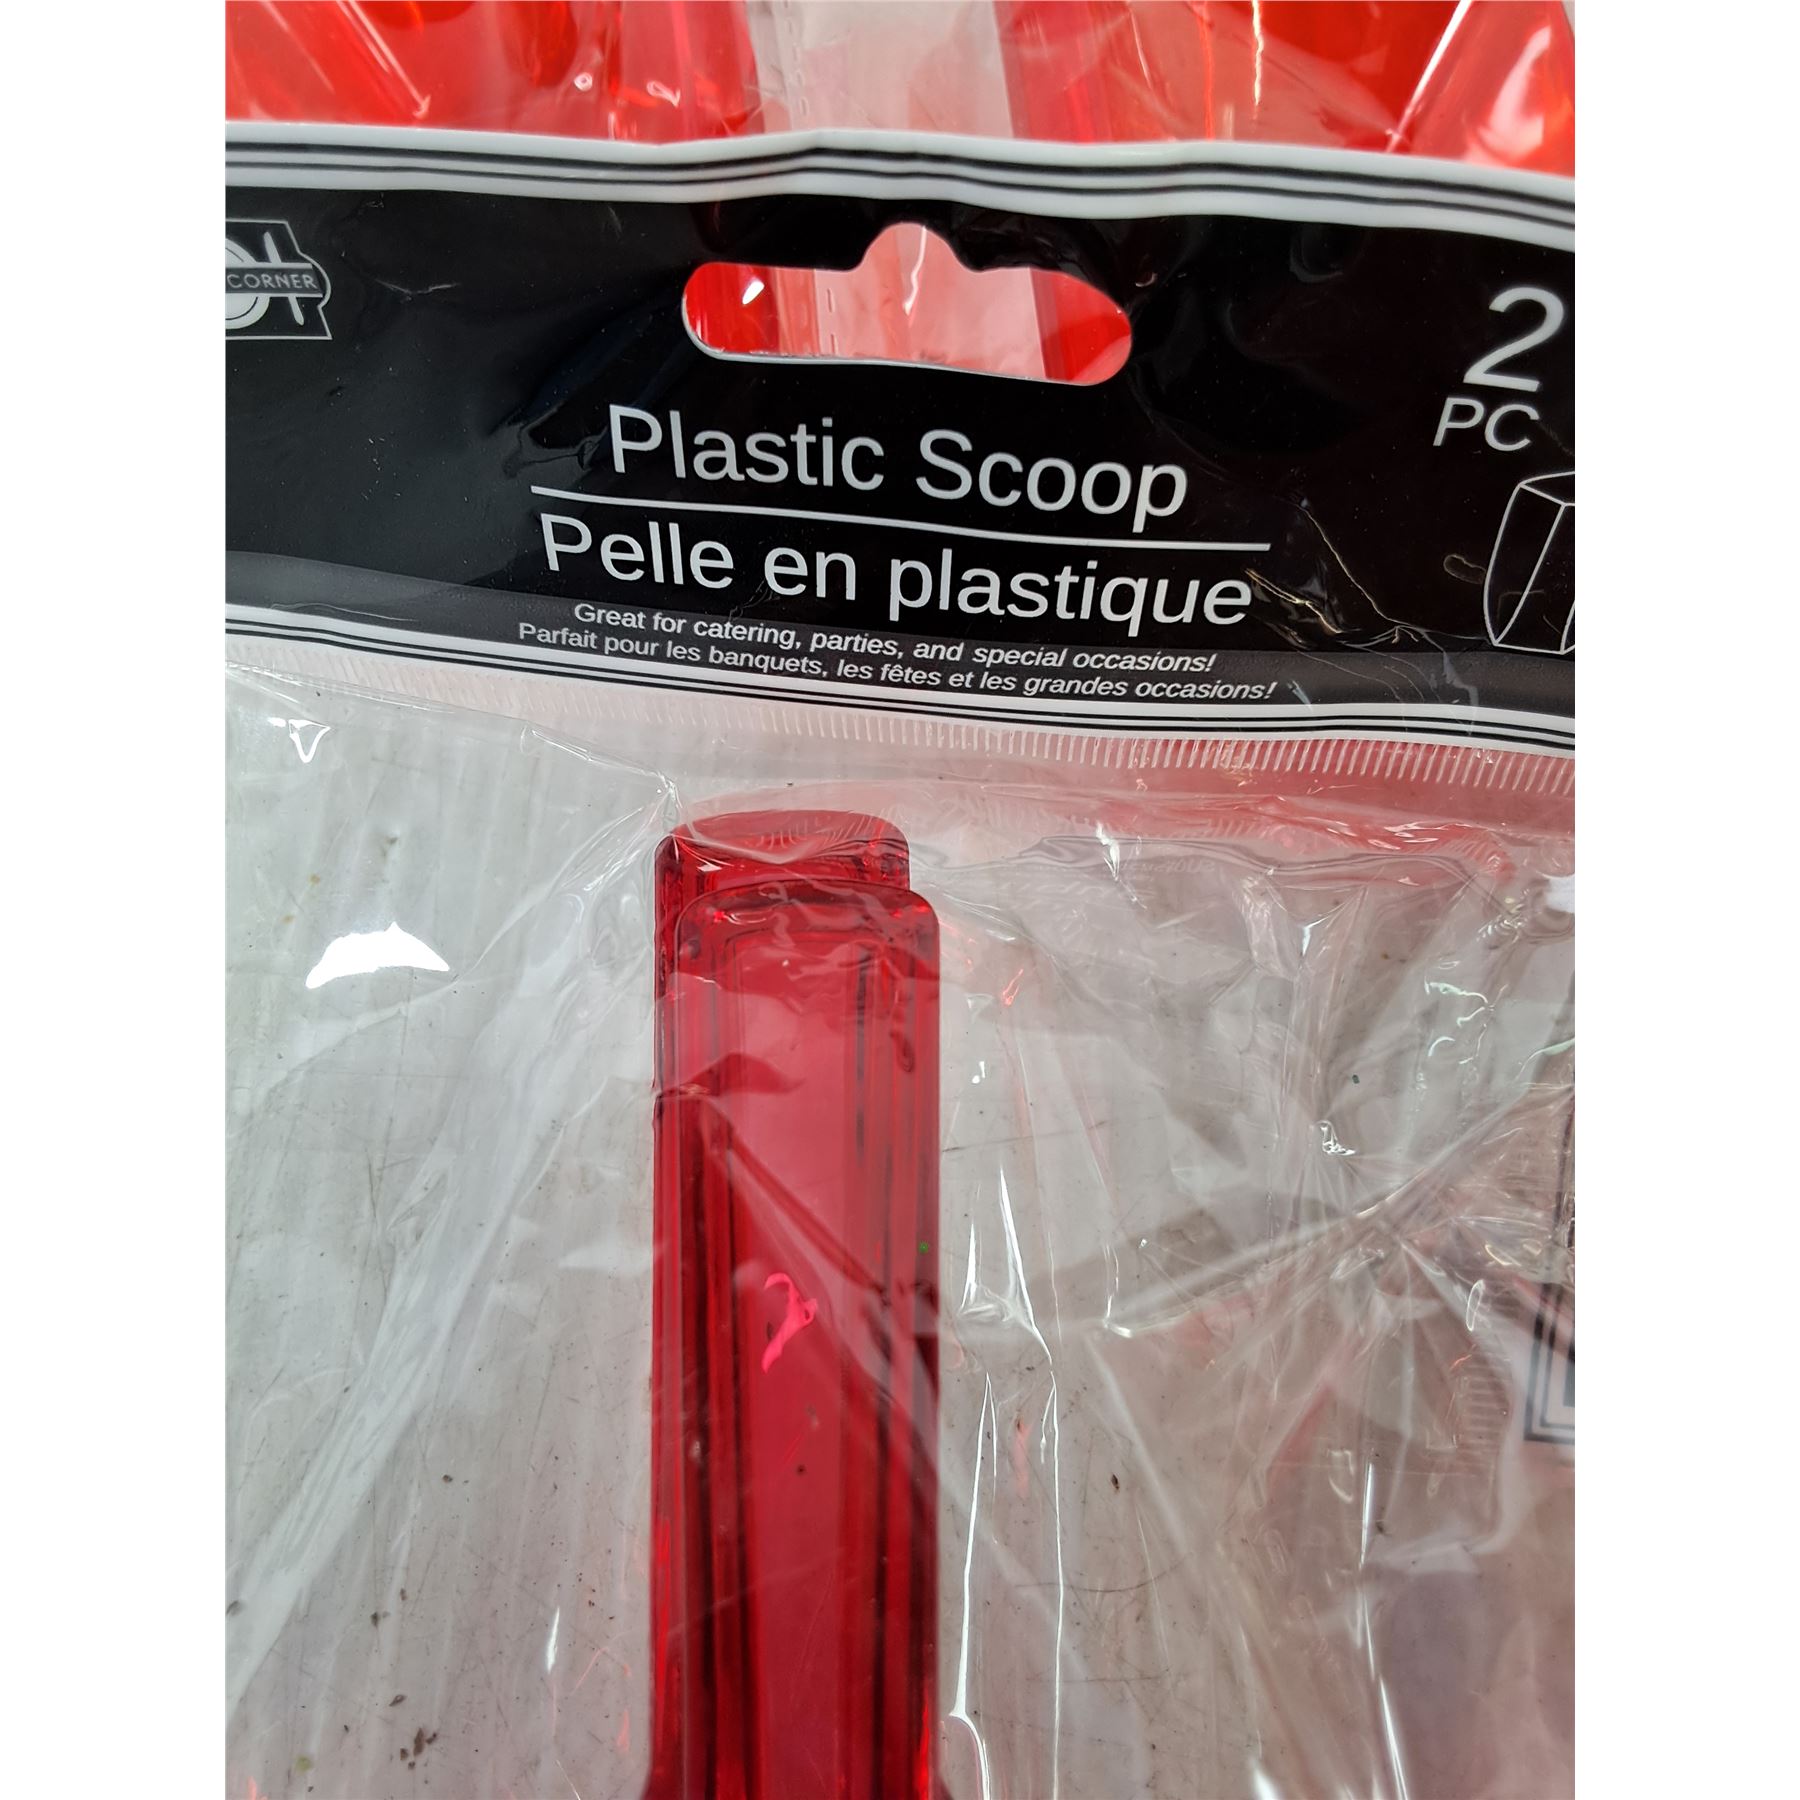 CORNER
2
PC
Plastic Scoop
Pelle en plastique
Great for catering, parties, and special occasions!
Parfait pour les banquets, les fêtes et les grandes occasions!